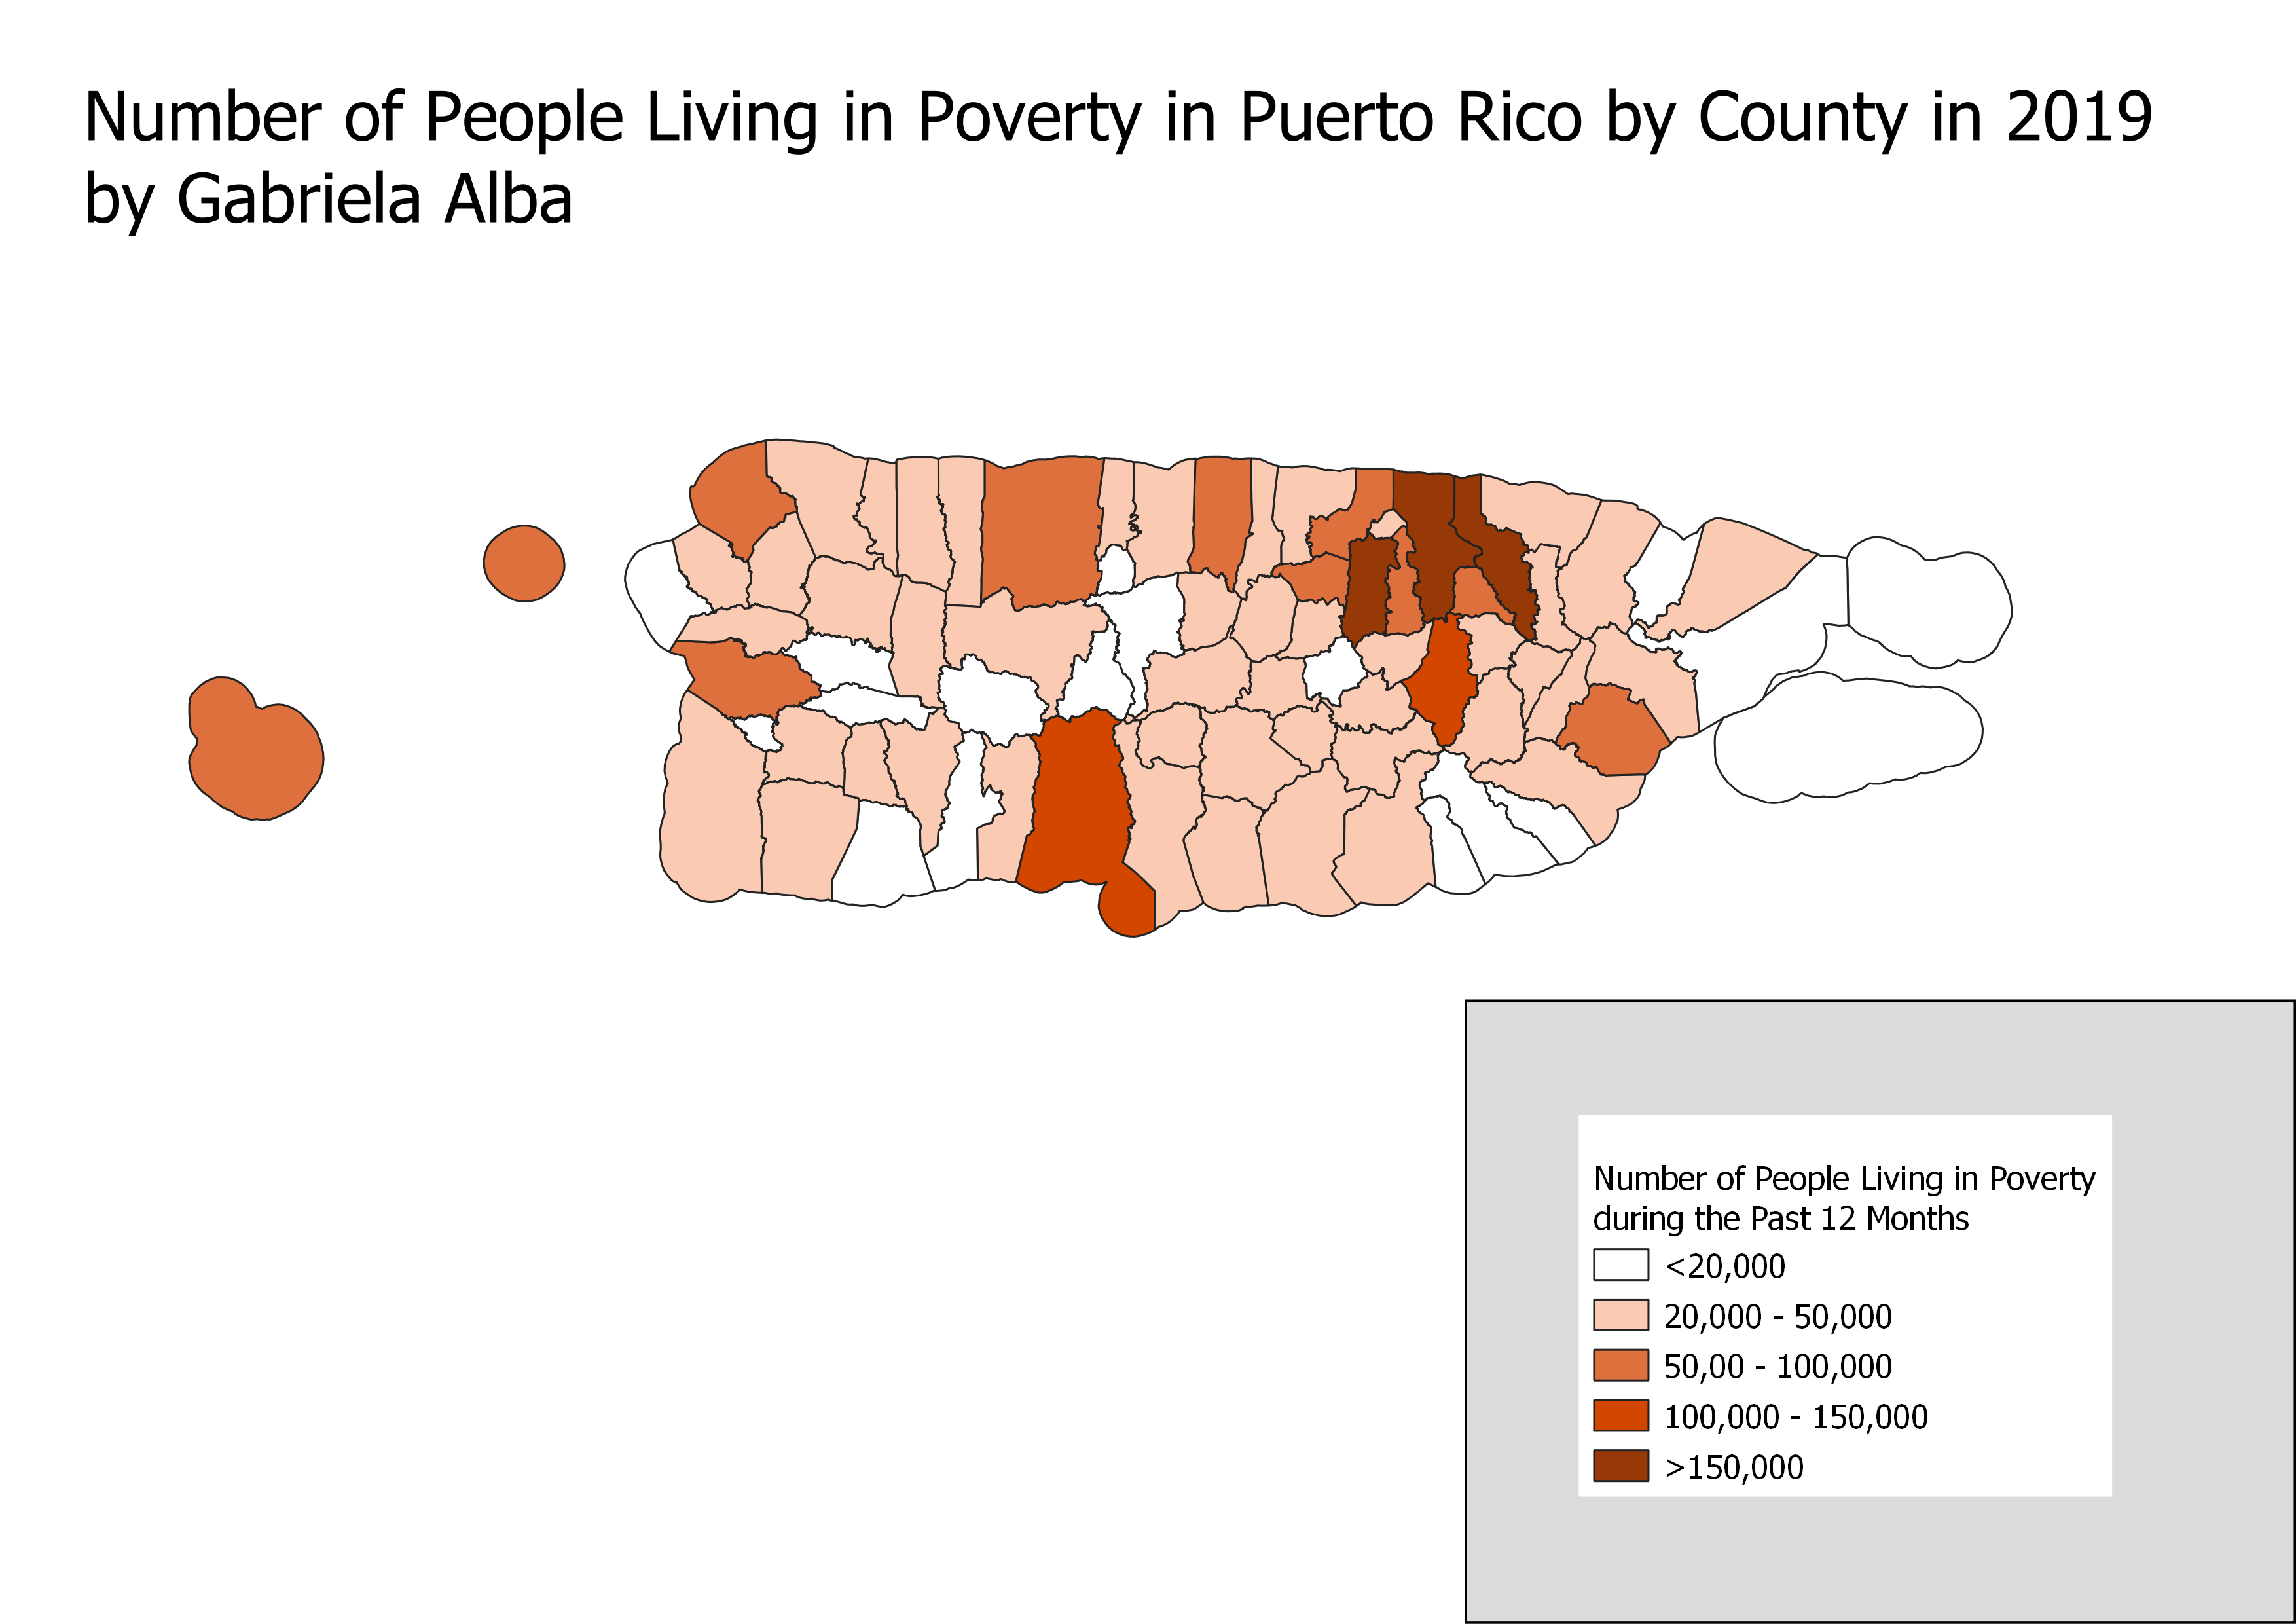 Number of People Living in Poverty in Puerto Rico by County in 2019
by Gabriela Alba
Number of People Living in Poverty
during the Past 12 Months
<20,000
20,000 - 50,000
50,00 - 100,000
100,000 - 150,000
>150,000